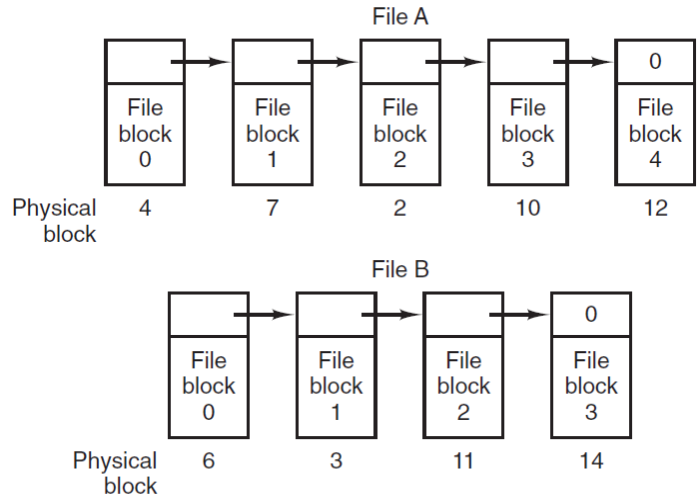 File A
0
File File File File File
block block block block block
0 1 2 3 4
Physical 4 7 2 10 12
block
File B
0
File File File File
block block block block
0 1 2 3
Physical 6 3 11 14
block